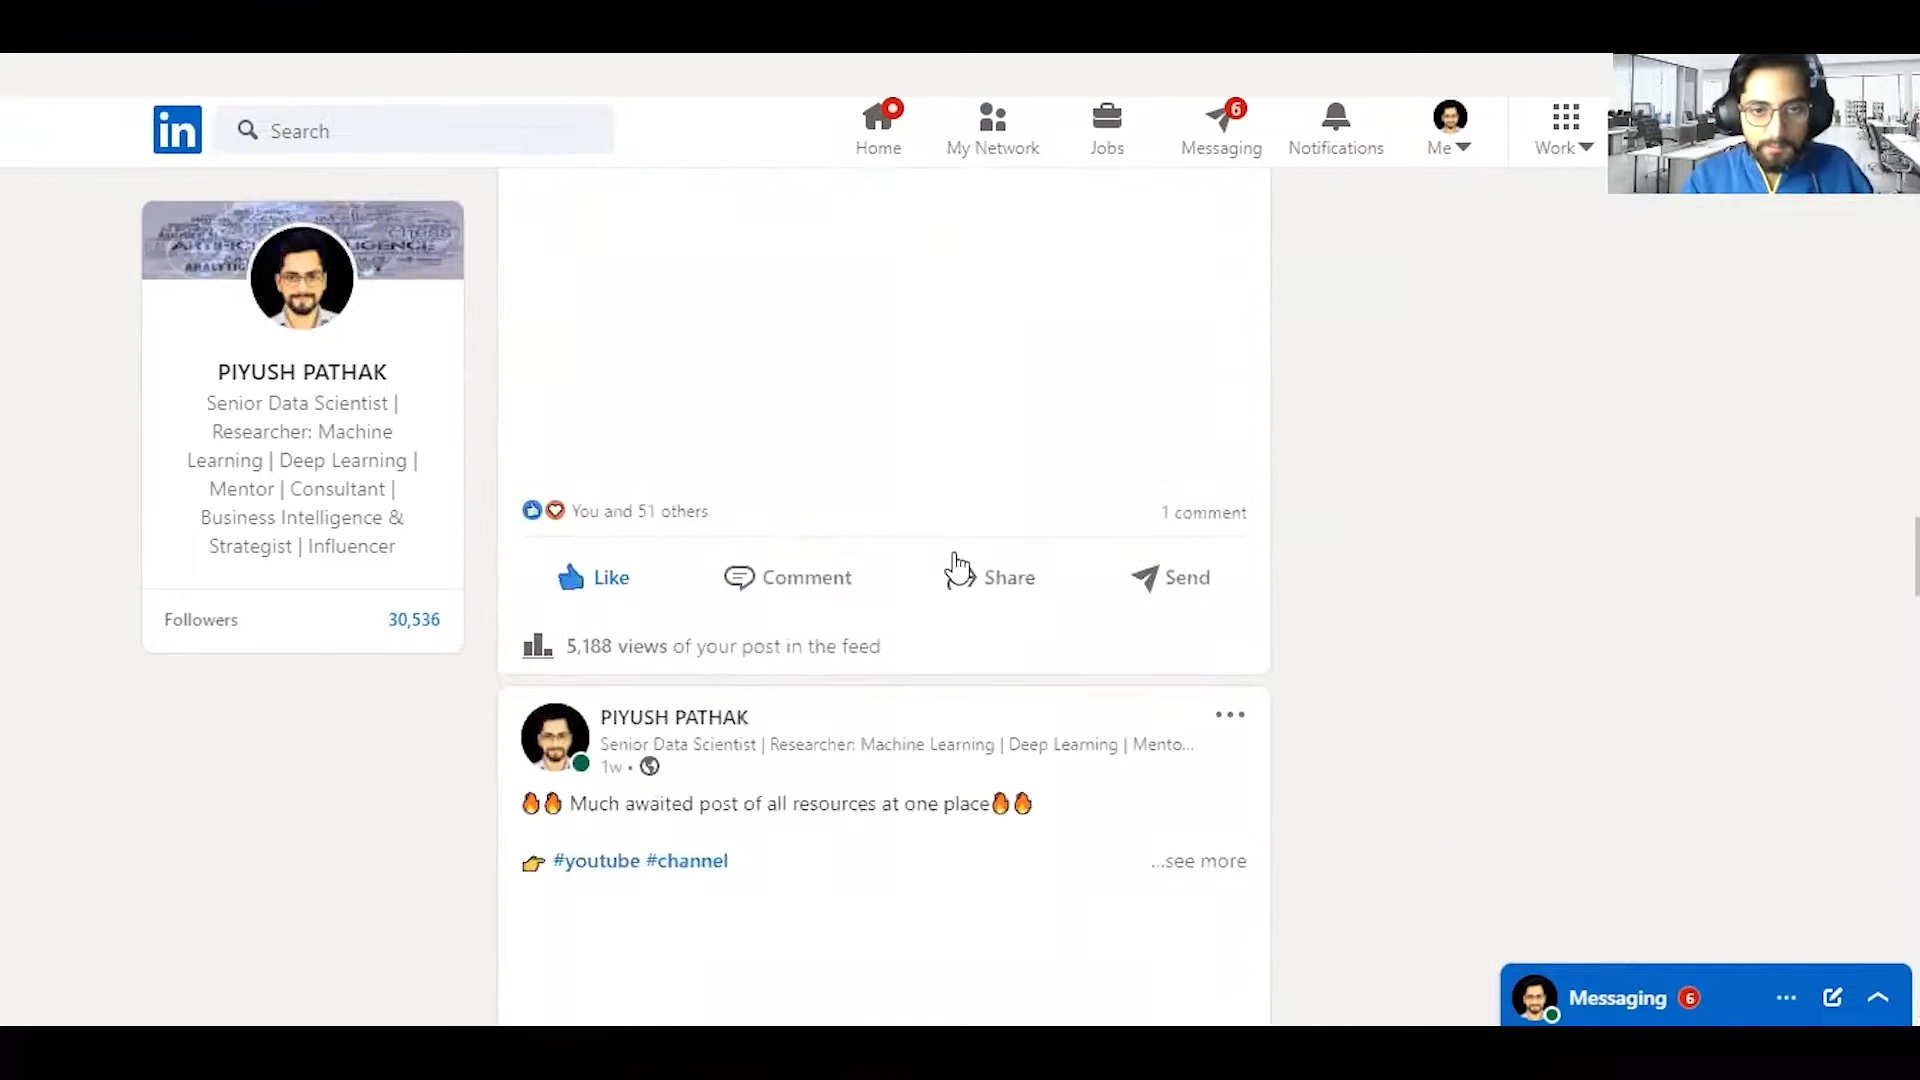 in
Search
Home
My Network
Jobs
6
Messaging
Notifications
Me
Work
ANALYTIC
PIYUSH PATHAK
Senior Data Scientist |
Researcher: Machine
Learning | Deep Learning |
Mentor | Consultant |
Business Intelligence &
Strategist | Influencer
Followers 30,536
You and 51 others 1 comment
Like Comment Share Send
5,188 views of your post in the feed
PIYUSH PATHAK
Senior Data Scientist | Researcher: Machine Learning | Deep Learning | Mento...
1w •
🔥🔥 Much awaited post of all resources at one place🔥🔥
👉 #youtube #channel ...see more
Messaging 6